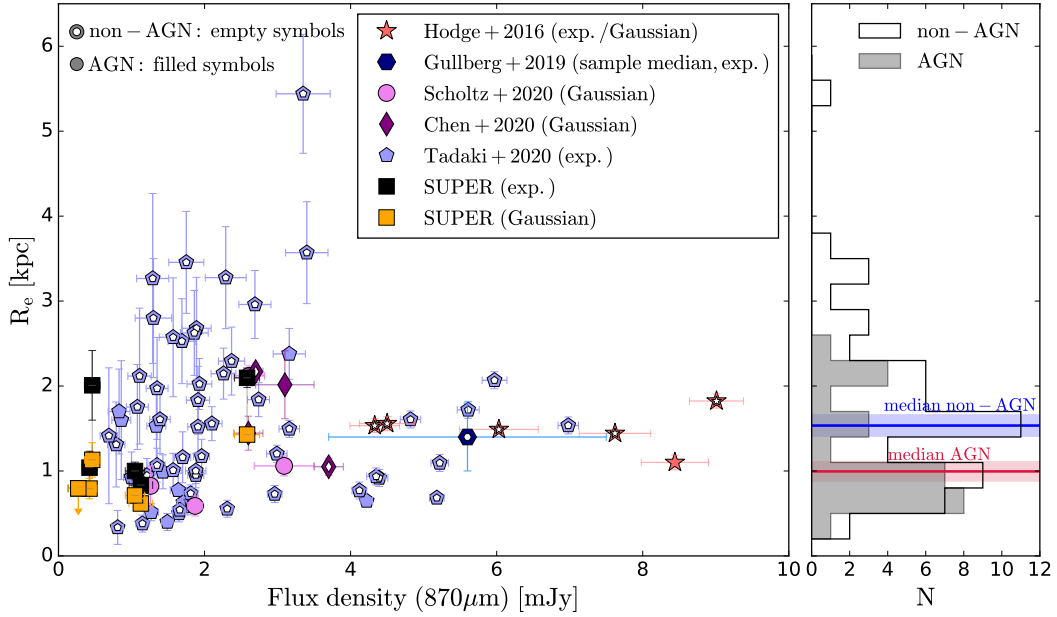 non−AGN: empty symbols
AGN: filled symbols
Hodge+2016 (exp./Gaussian)
Gullberg+2019 (sample median, exp.)
Scholtz+2020 (Gaussian)
Chen+2020 (Gaussian)
Tadaki+2020 (exp.)
SUPER (exp.)
SUPER (Gaussian)
R_e [kpc]
6
5
4
3
2
1
0
0 2 4 6 8 10
Flux density (870μm) [mJy]
non−AGN
AGN
median non−AGN
median AGN
0 2 4 6 8 10 12
N